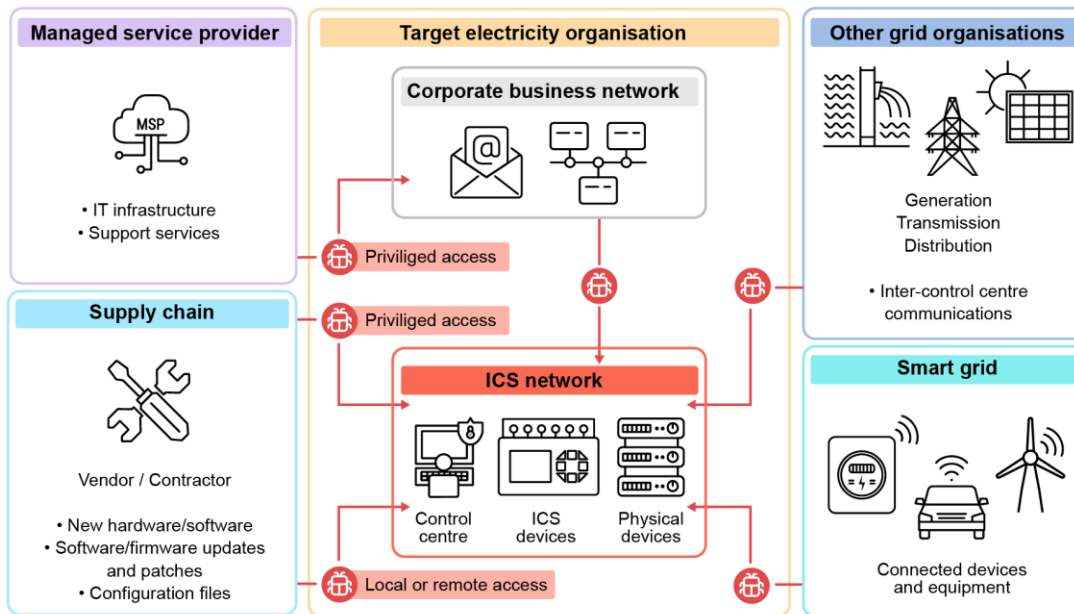 Managed service provider
MSP
• IT infrastructure
• Support services
Supply chain
Vendor / Contractor
• New hardware/software
• Software/firmware updates
and patches
• Configuration files
Target electricity organisation
Corporate business network
@
Priviliged access
Priviliged access
ICS network
Control
centre
ICS
devices
Physical
devices
Local or remote access
Other grid organisations
Generation
Transmission
Distribution
• Inter-control centre
communications
Smart grid
Connected devices
and equipment